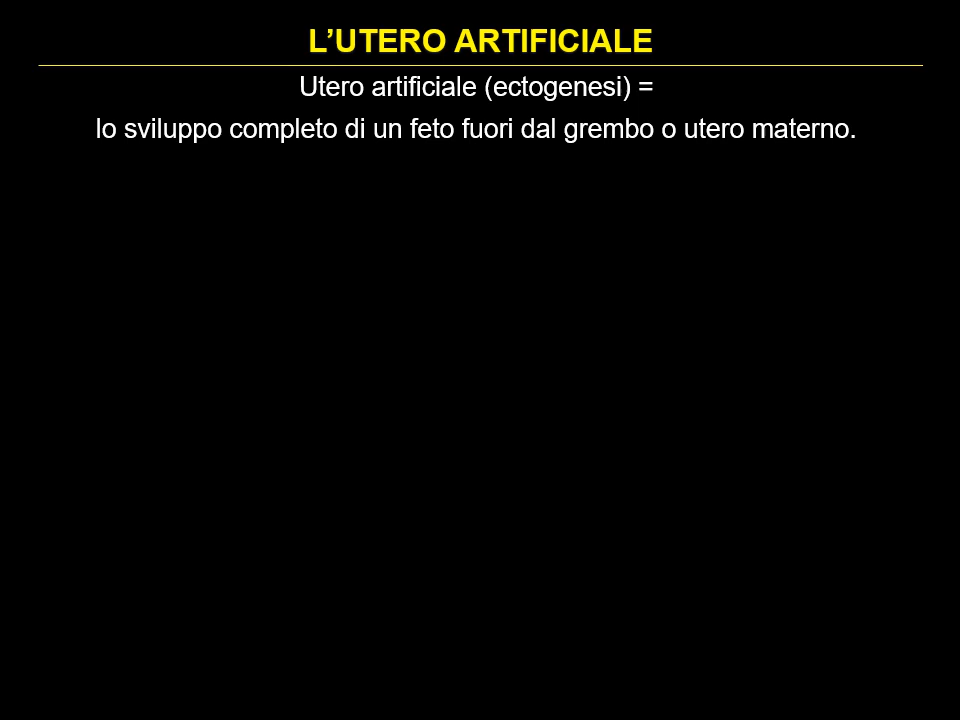 L’UTERO ARTIFICIALE
Utero artificiale (ectogenesi) =
lo sviluppo completo di un feto fuori dal grembo o utero materno.